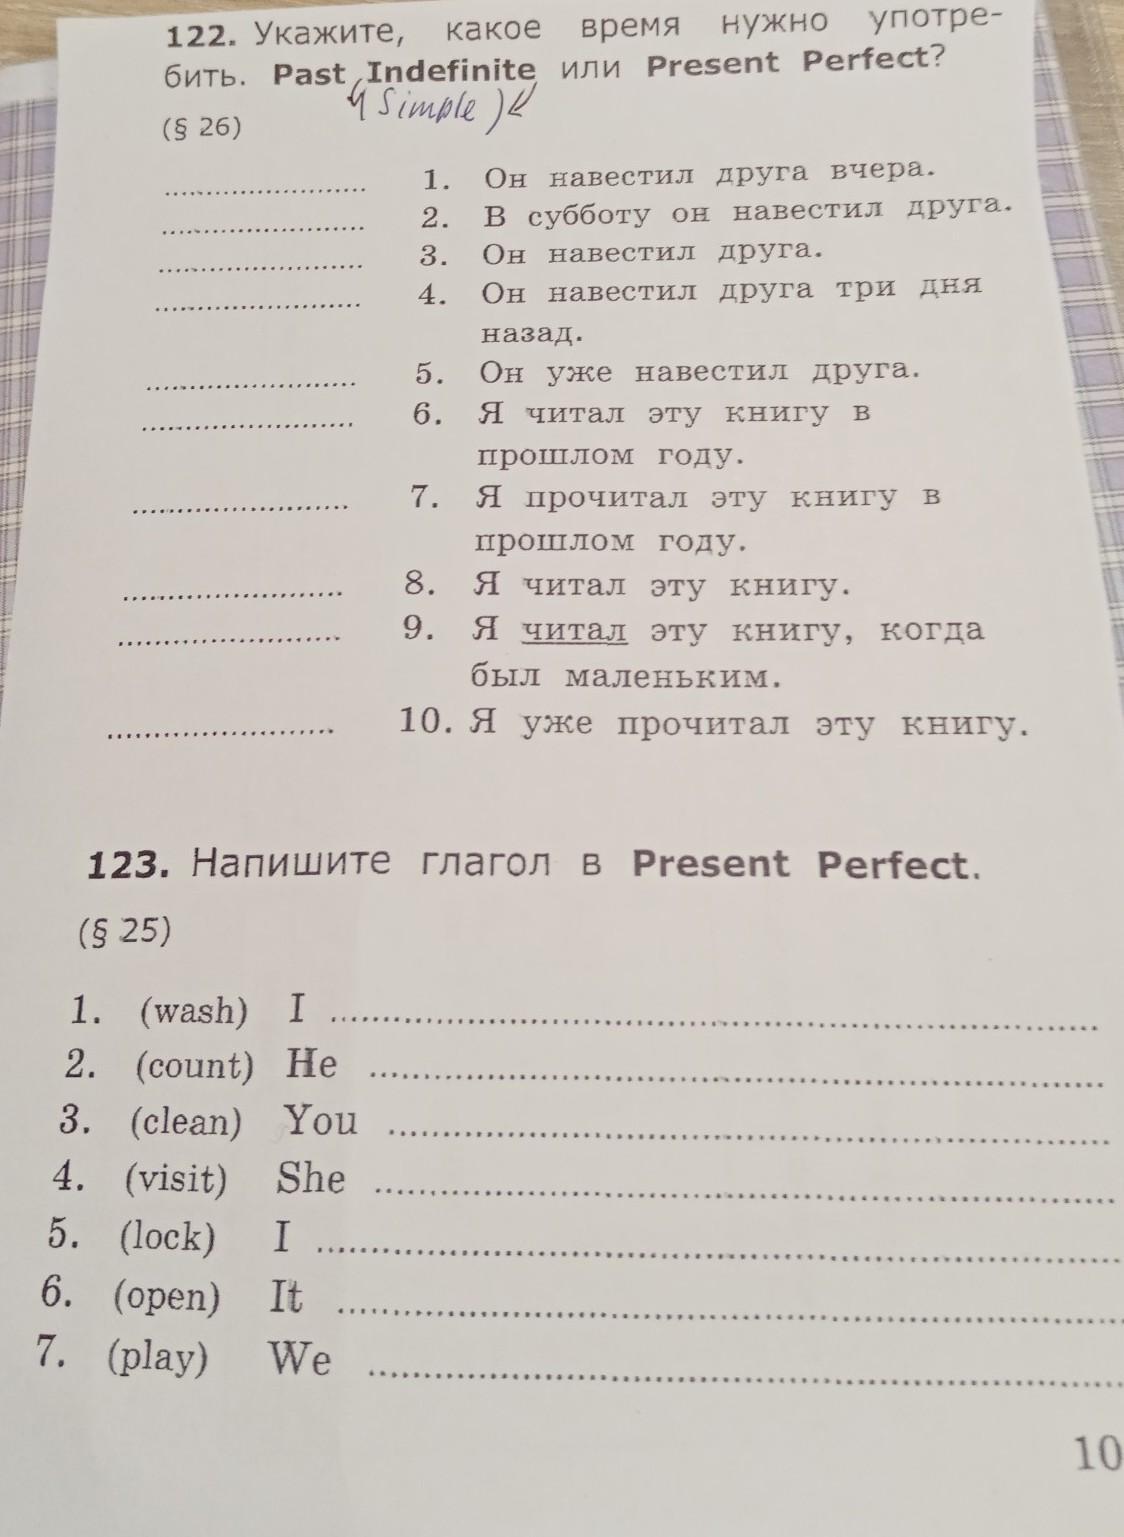 122. Укажите, какое время нужно употре-
бить. Past Indefinite или Present Perfect?
(Simple)
(§ 26)
........................ 1. Он навестил друга вчера.
........................ 2. В субботу он навестил друга.
........................ 3. Он навестил друга.
........................ 4. Он навестил друга три дня
назад.
........................ 5. Он уже навестил друга.
........................ 6. Я читал эту книгу в
прошлом году.
........................ 7. Я прочитал эту книгу в
прошлом году.
........................ 8. Я читал эту книгу.
........................ 9. Я читал эту книгу, когда
был маленьким.
........................ 10. Я уже прочитал эту книгу.
123. Напишите глагол в Present Perfect.
(§ 25)
1. (wash) I ........................
2. (count) He ........................
3. (clean) You ........................
4. (visit) She ........................
5. (lock) I ........................
6. (open) It ........................
7. (play) We ........................
10